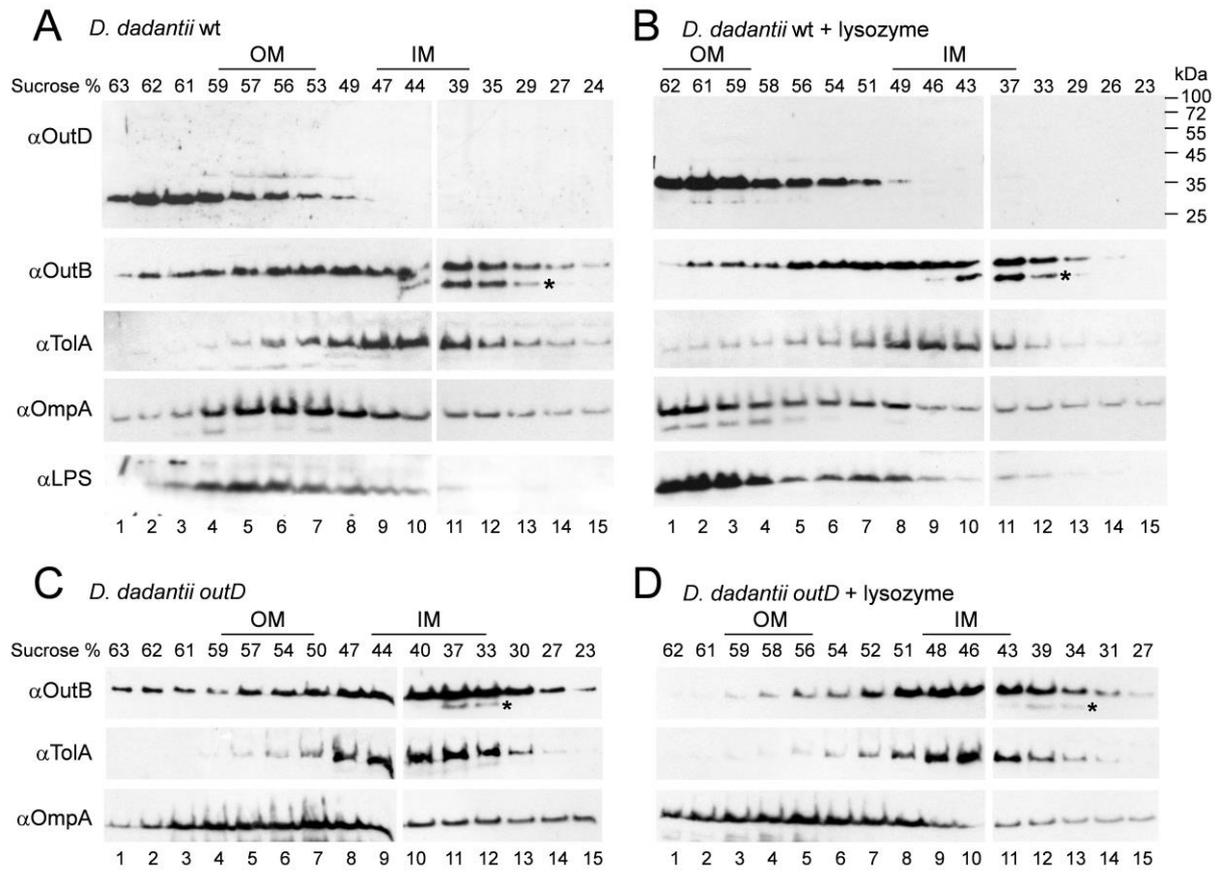 A D. dadantii wt
OM IM
Sucrose % 63 62 61 59 57 56 53 49 47 44 39 35 29 27 24
αOutD
αOutB
*
αTolA
αOmpA
αLPS
1 2 3 4 5 6 7 8 9 10 11 12 13 14 15
B D. dadantii wt + lysozyme
OM IM
62 61 59 58 56 54 51 49 46 43 37 33 29 26 23
kDa
100
72
55
45
35
25
*
1 2 3 4 5 6 7 8 9 10 11 12 13 14 15
C D. dadantii outD
OM IM
Sucrose % 63 62 61 59 57 54 50 47 44 40 37 33 30 27 23
αOutB
*
αTolA
αOmpA
1 2 3 4 5 6 7 8 9 10 11 12 13 14 15
D D. dadantii outD + lysozyme
OM IM
62 61 59 58 56 54 52 51 48 46 43 39 34 31 27
*
1 2 3 4 5 6 7 8 9 10 11 12 13 14 15